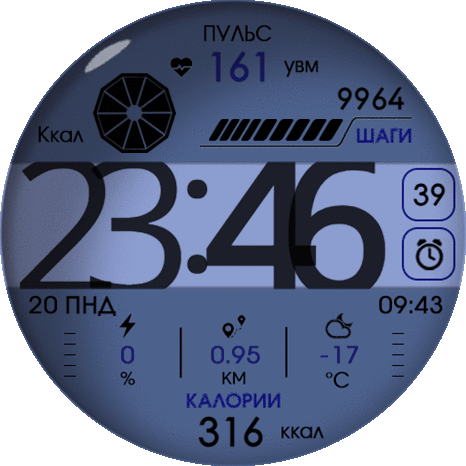 ПУЛЬС
161 увм
9964
Ккал
ШАГИ
23:46
39
20 ПНД
09:43
0 0.95 -17
% КМ °C
КАЛОРИИ
316 ккал